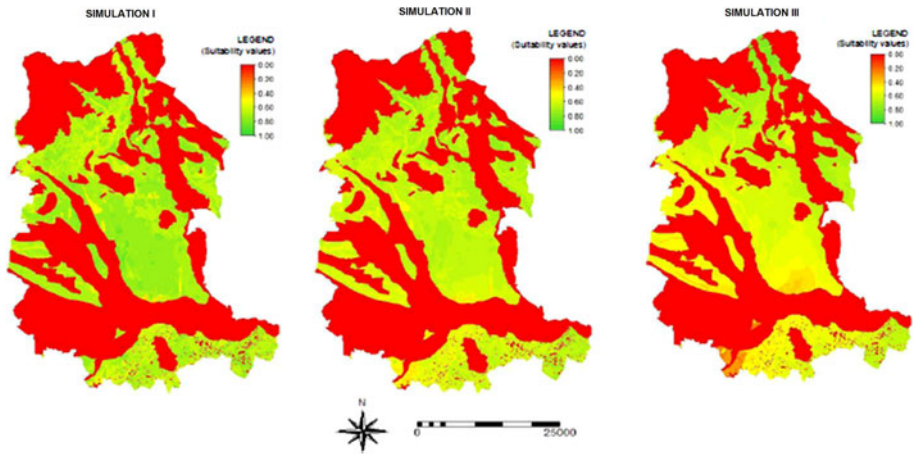 SIMULATION I
LEGEND
(Suitability values)
0.00
0.20
0.40
0.60
0.80
1.00
SIMULATION II
LEGEND
(Suitability values)
0.00
0.20
0.40
0.60
0.80
1.00
SIMULATION III
LEGEND
(Suitability values)
0.00
0.20
0.40
0.60
0.80
1.00
N
0
25000